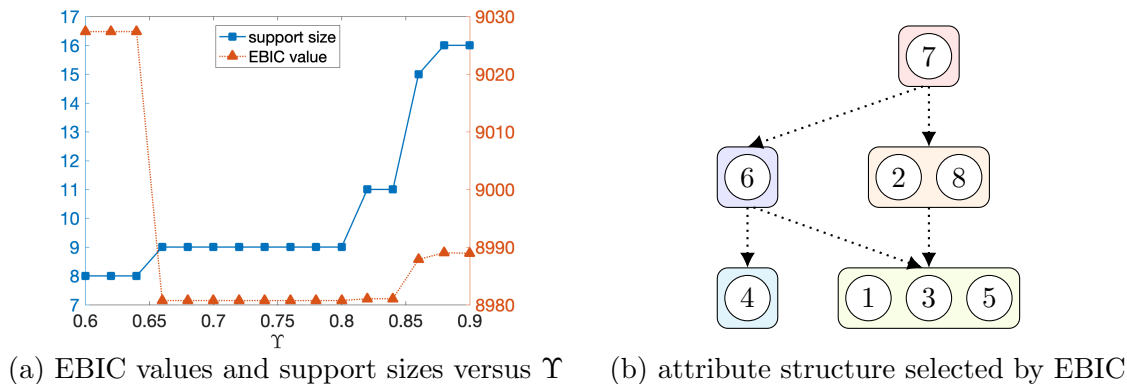 17
16
15
14
13
12
11
10
9
8
7
9030
9020
9010
9000
8990
8980
support size
EBIC value
0.6 0.65 0.7 0.75 0.8 0.85 0.9
ϒ
(a) EBIC values and support sizes versus ϒ
7
6 2 8
4 1 3 5
(b) attribute structure selected by EBIC